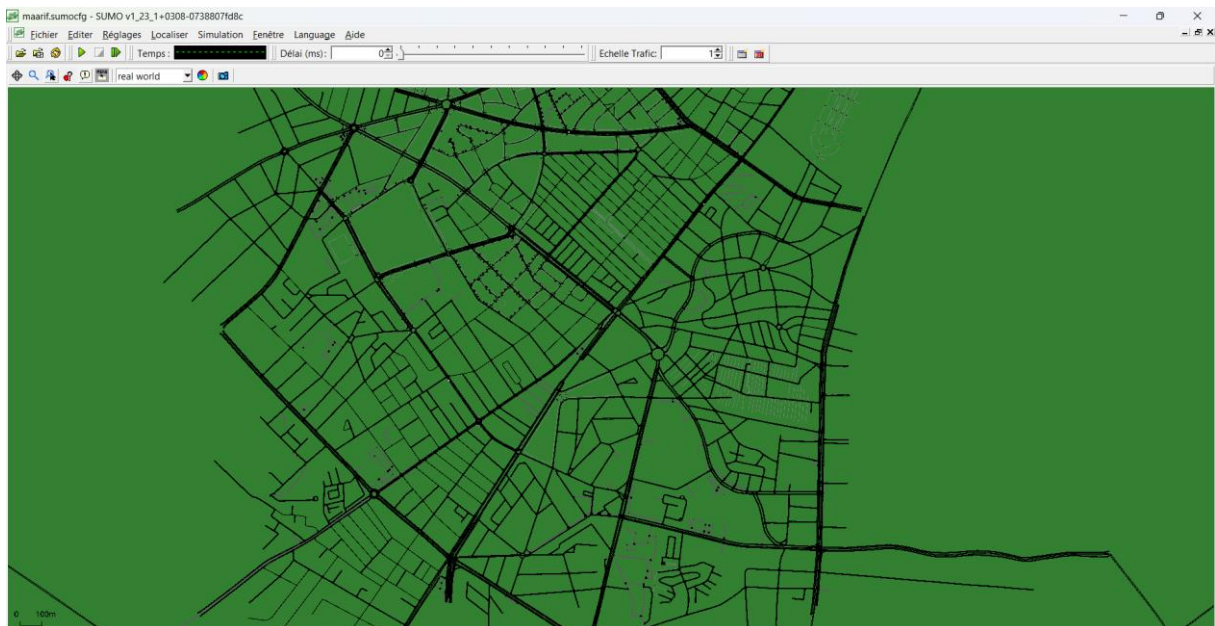 maarif.sumocfg - SUMO v1_23_1+0308-0738807fd8c
Fichier Editer Réglages Localiser Simulation Fenêtre Language Aide
Temps : Délai (ms): 0 Echelle Trafic: 1
real world
0 100m